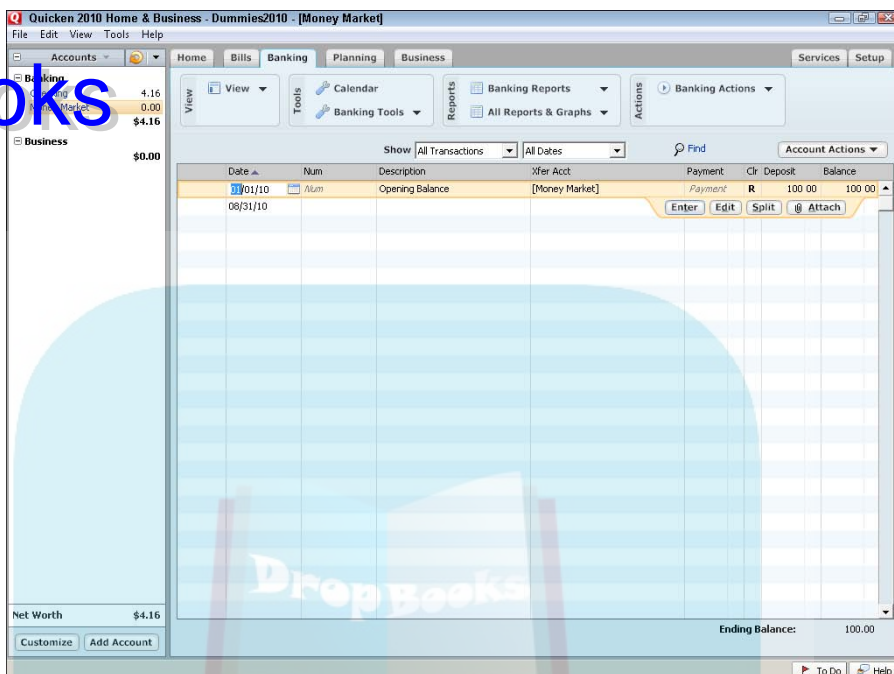 Quicken 2010 Home & Business - Dummies2010 - [Money Market]
File Edit View Tools Help
Accounts
Home Bills Banking Planning Business Services Setup
Banking
4.16
Market 0.00
$4.16
Business
$0.00
oks
View
View
Tools
Calendar
Banking Tools
Reports
Banking Reports
All Reports & Graphs
Actions
Banking Actions
Show All Transactions All Dates Find Account Actions
Date Num Description Xfer Acct Payment Clr Deposit Balance
01/01/10 Num Opening Balance [Money Market] Payment R 100 00 100 00
08/31/10 Enter Edit Split Attach
DropBooks
Net Worth $4.16
Customize Add Account
Ending Balance: 100.00
To Do Help